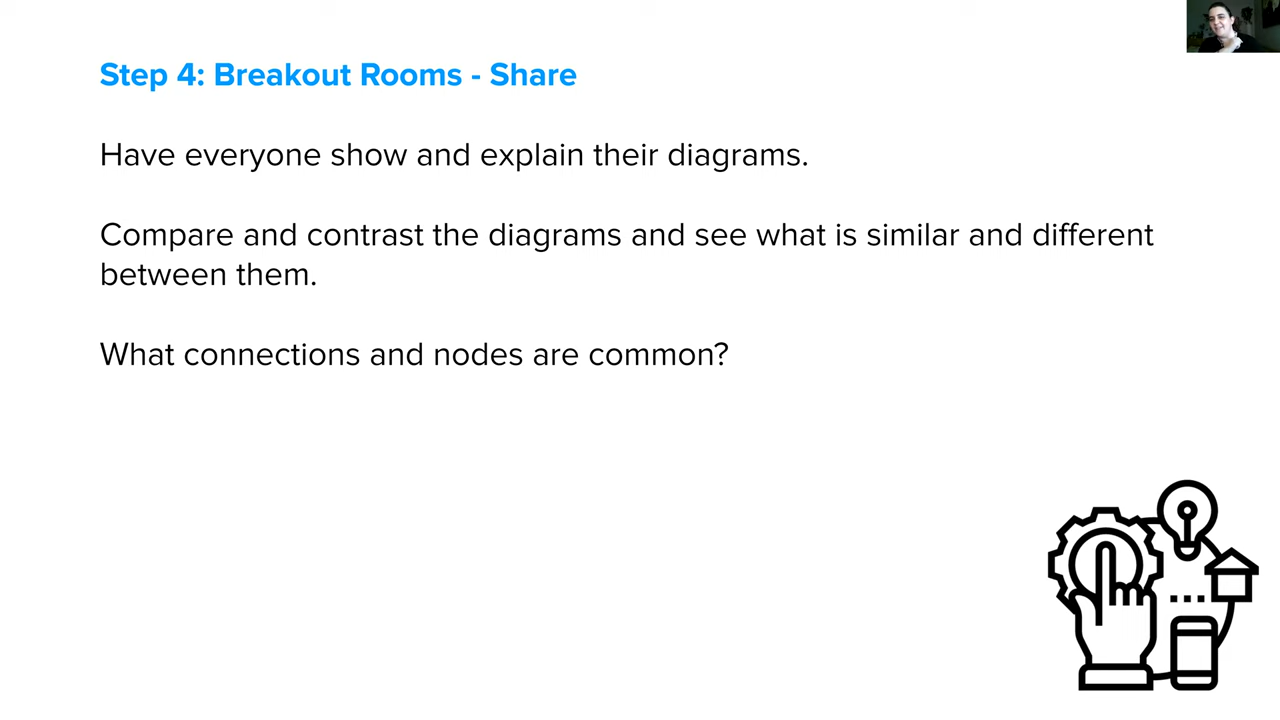 Step 4: Breakout Rooms - Share
Have everyone show and explain their diagrams.
Compare and contrast the diagrams and see what is similar and different
between them.
What connections and nodes are common?